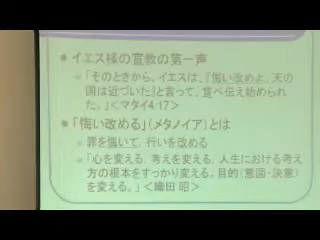 ● イエス様の宣教の第一声
「そのときから、イエスは、『悔い改めよ。天の
国は近づいた』と言って、宣べ伝え始められ
た。」＜マタイ4:17＞
● 「悔い改める」（メタノイア）とは
罪を悔いて、行いを改める
「心を変える、考えを変える、人生における考え
方の根本をすっかり変える。目的（意図・決意）
を変える。」＜織田 昭＞